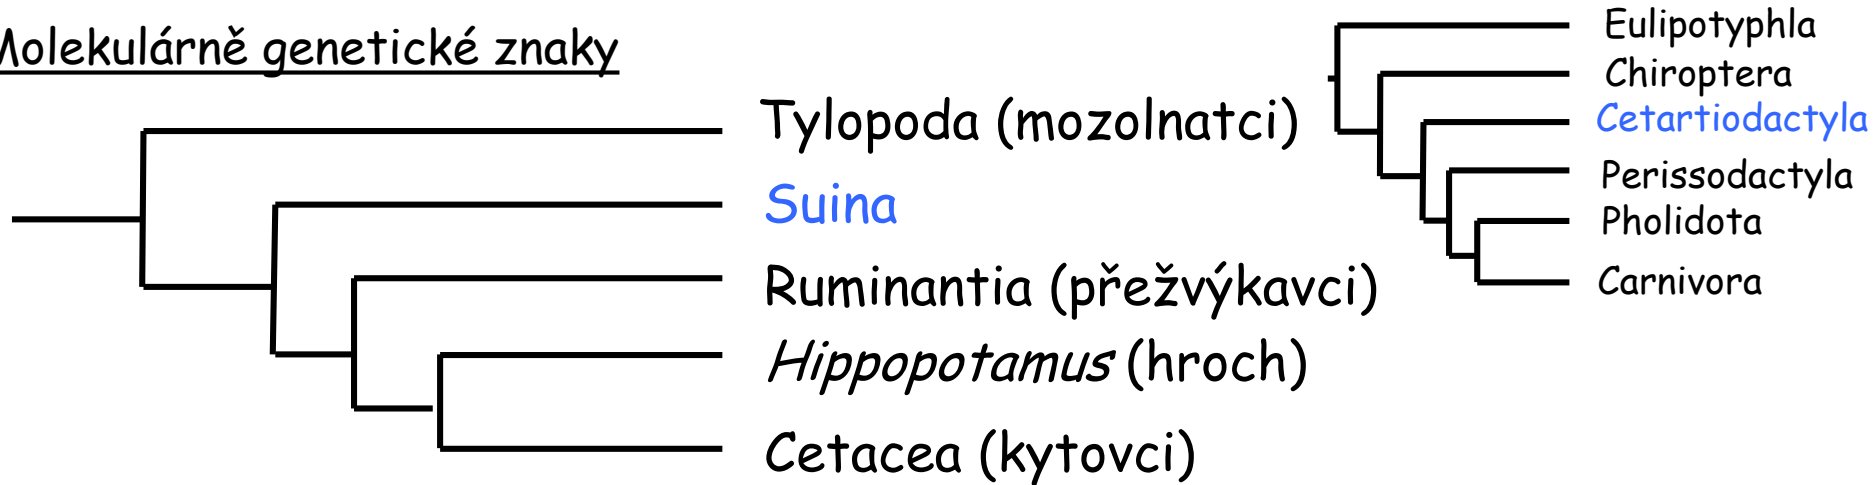 Molekulárně genetické znaky
Tylopoda (mozolnatci)
Suina
Ruminantia (přežvýkavci)
Hippopotamus (hroch)
Cetacea (kytovci)
Eulipotyphla
Chiroptera
Cetartiodactyla
Perissodactyla
Pholidota
Carnivora